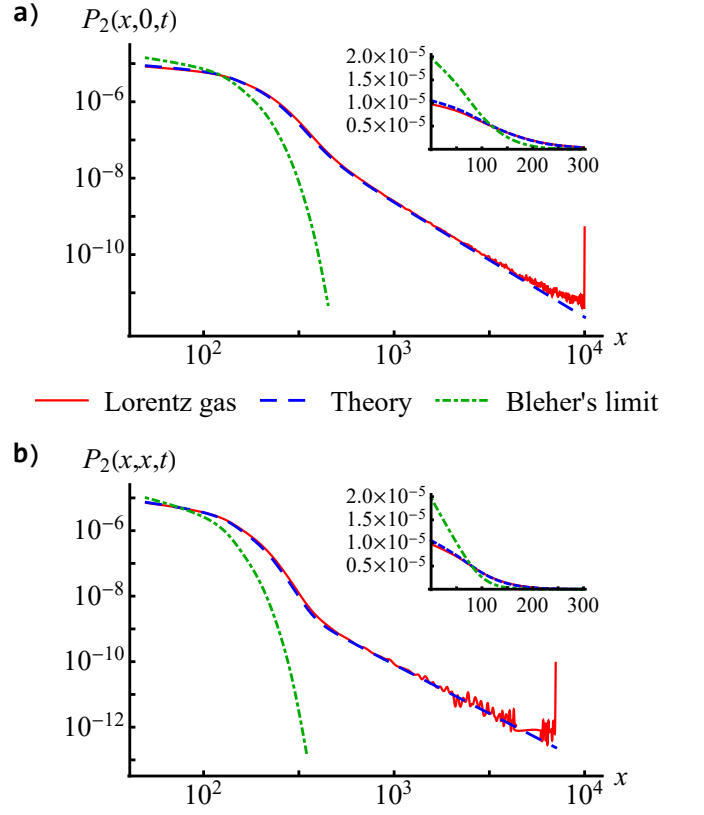 a)
P₂(x,0,t)
10⁻⁶
10⁻⁸
10⁻¹⁰
10² 10³ 10⁴ x
2.0×10⁻⁵
1.5×10⁻⁵
1.0×10⁻⁵
0.5×10⁻⁵
100 200 300
Lorentz gas Theory Bleher's limit
b)
P₂(x,x,t)
10⁻⁶
10⁻⁸
10⁻¹⁰
10⁻¹²
10² 10³ 10⁴ x
2.0×10⁻⁵
1.5×10⁻⁵
1.0×10⁻⁵
0.5×10⁻⁵
100 200 300